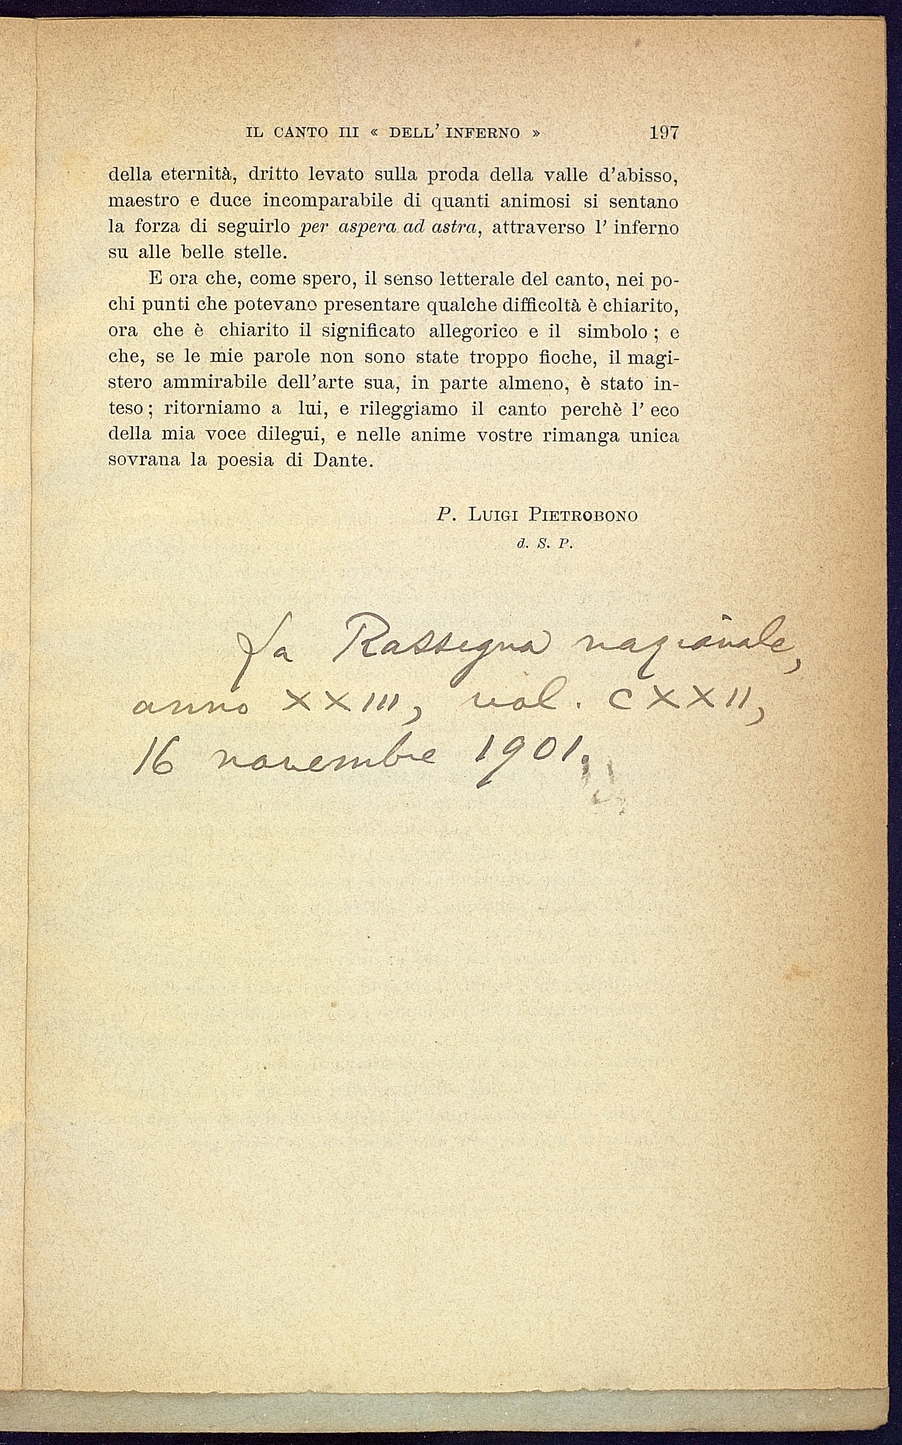 IL CANTO III « DELL' INFERNO » 197
della eternità, dritto levato sulla proda della valle d'abisso,
maestro e duce incomparabile di quanti animosi si sentano
la forza di seguirlo per aspera ad astra, attraverso l' inferno
su alle belle stelle.
E ora che, come spero, il senso letterale del canto, nei po-
chi punti che potevano presentare qualche difficoltà è chiarito,
ora che è chiarito il significato allegorico e il simbolo ; e
che, se le mie parole non sono state troppo fioche, il magi-
stero ammirabile dell'arte sua, in parte almeno, è stato in-
teso ; ritorniamo a lui, e rileggiamo il canto perchè l' eco
della mia voce dilegui, e nelle anime vostre rimanga unica
sovrana la poesia di Dante.
P. LUIGI PIETROBONO
d. S. P.
La Rassegna nazionale,
anno XXIII, vol. CXXII,
16 novembre 1901.